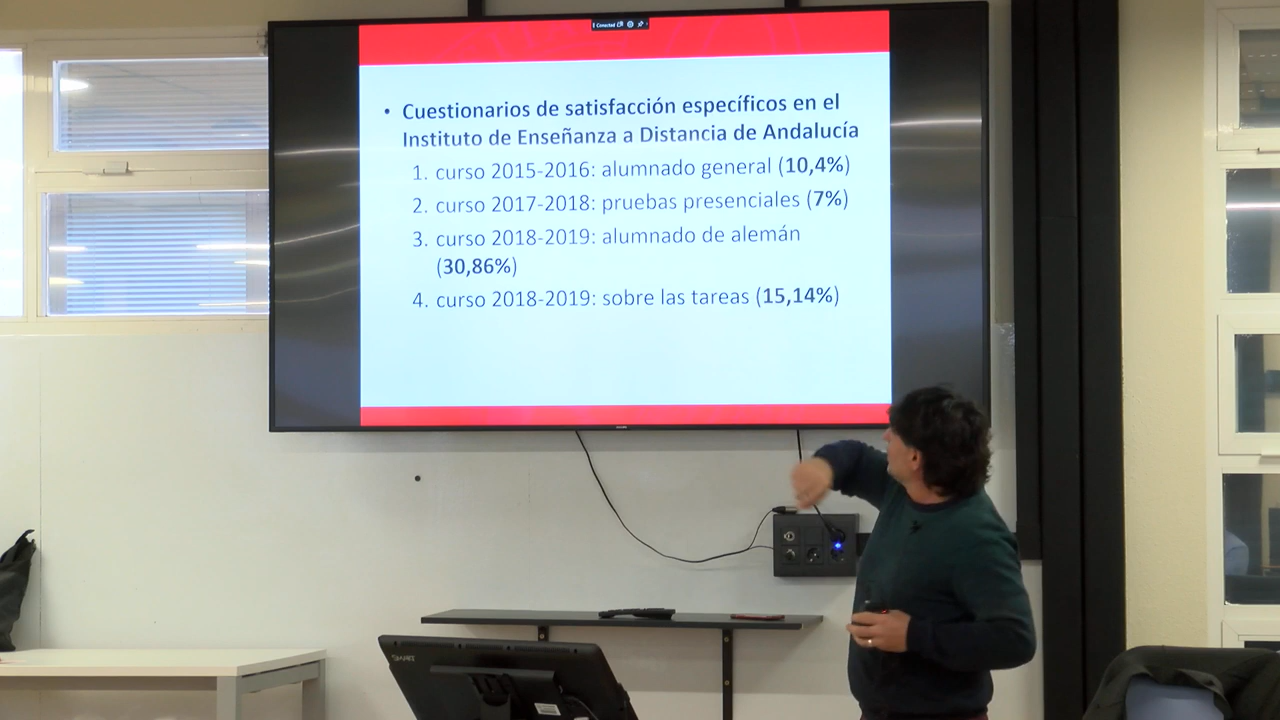 Conectad
• Cuestionarios de satisfacción específicos en el
Instituto de Enseñanza a Distancia de Andalucía
1. curso 2015-2016: alumnado general (10,4%)
2. curso 2017-2018: pruebas presenciales (7%)
3. curso 2018-2019: alumnado de alemán
(30,86%)
4. curso 2018-2019: sobre las tareas (15,14%)
SMART